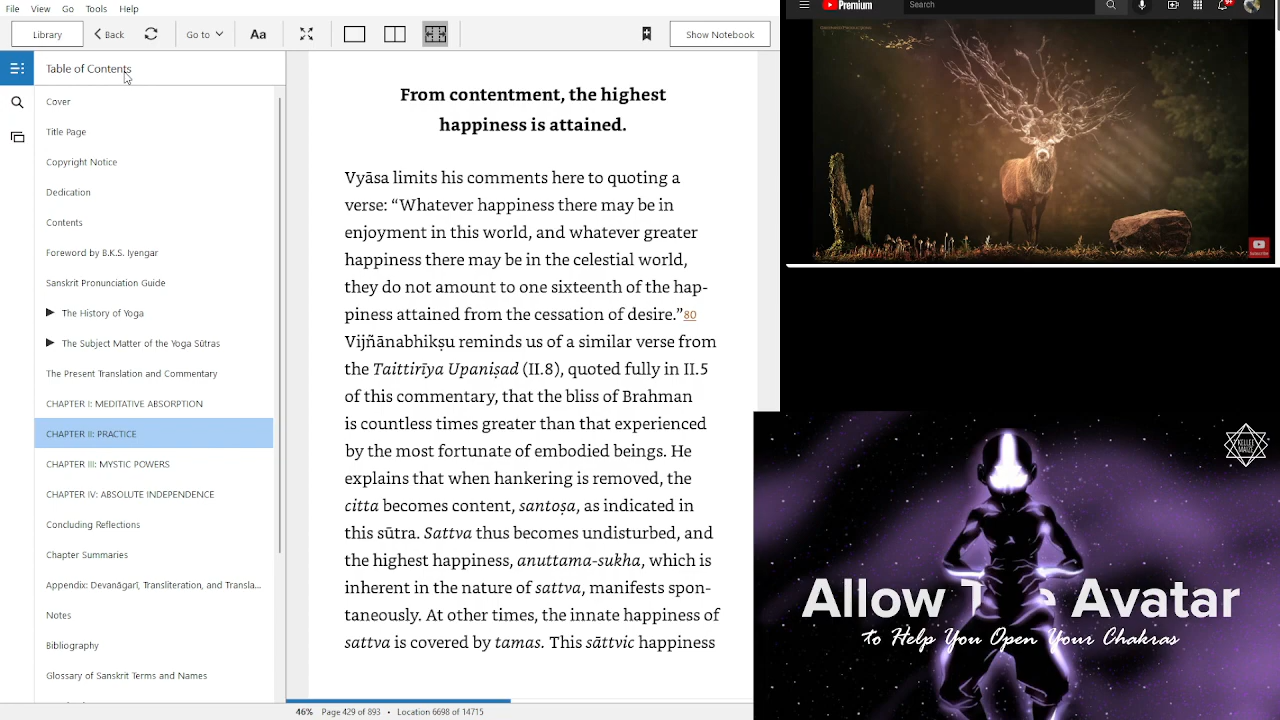 File View Go Tools Help
Library Back Go to Aa Show Notebook
Table of Contents
Cover
Title Page
Copyright Notice
Dedication
Contents
Foreword by B.K.S. Iyengar
Sanskrit Pronunciation Guide
The History of Yoga
The Subject Matter of the Yoga Sūtras
The Present Translation and Commentary
CHAPTER I: MEDITATIVE ABSORPTION
CHAPTER II: PRACTICE
CHAPTER III: MYSTIC POWERS
CHAPTER IV: ABSOLUTE INDEPENDENCE
Concluding Reflections
Chapter Summaries
Appendix: Devanāgarī, Transliteration, and Transla...
Notes
Bibliography
Glossary of Sanskrit Terms and Names
From contentment, the highest
happiness is attained.
Vyāsa limits his comments here to quoting a
verse: “Whatever happiness there may be in
enjoyment in this world, and whatever greater
happiness there may be in the celestial world,
they do not amount to one sixteenth of the hap-
piness attained from the cessation of desire.”80
Vijñānabhikṣu reminds us of a similar verse from
the Taittirīya Upaniṣad (II.8), quoted fully in II.5
of this commentary, that the bliss of Brahman
is countless times greater than that experienced
by the most fortunate of embodied beings. He
explains that when hankering is removed, the
citta becomes content, santoṣa, as indicated in
this sūtra. Sattva thus becomes undisturbed, and
the highest happiness, anuttama-sukha, which is
inherent in the nature of sattva, manifests spon-
taneously. At other times, the innate happiness of
sattva is covered by tamas. This sāttvic happiness
46% Page 429 of 893 • Location 6698 of 14715
Premium
Search
9+
Allow T e Avatar
to Help You Open Your Chakras